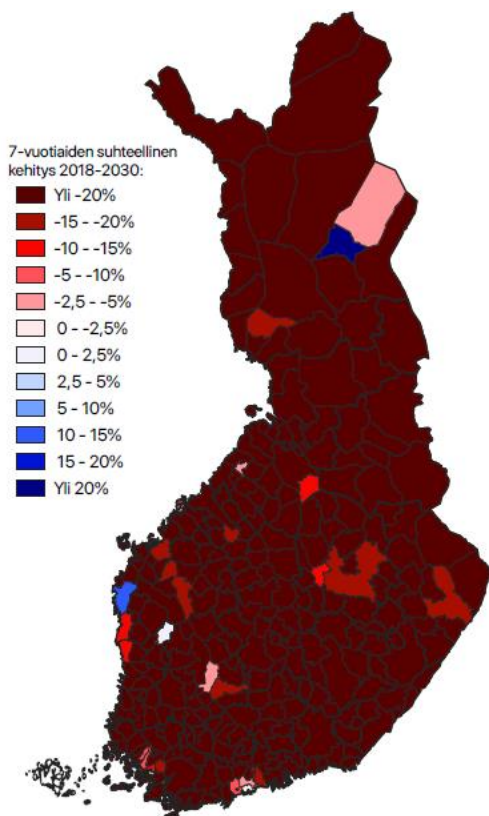 7-vuotiaiden suhteellinen
kehitys 2018-2030:
Yli -20%
-15 - -20%
-10 - -15%
-5 - -10%
-2,5 - -5%
0 - -2,5%
0 - 2,5%
2,5 - 5%
5 - 10%
10 - 15%
15 - 20%
Yli 20%